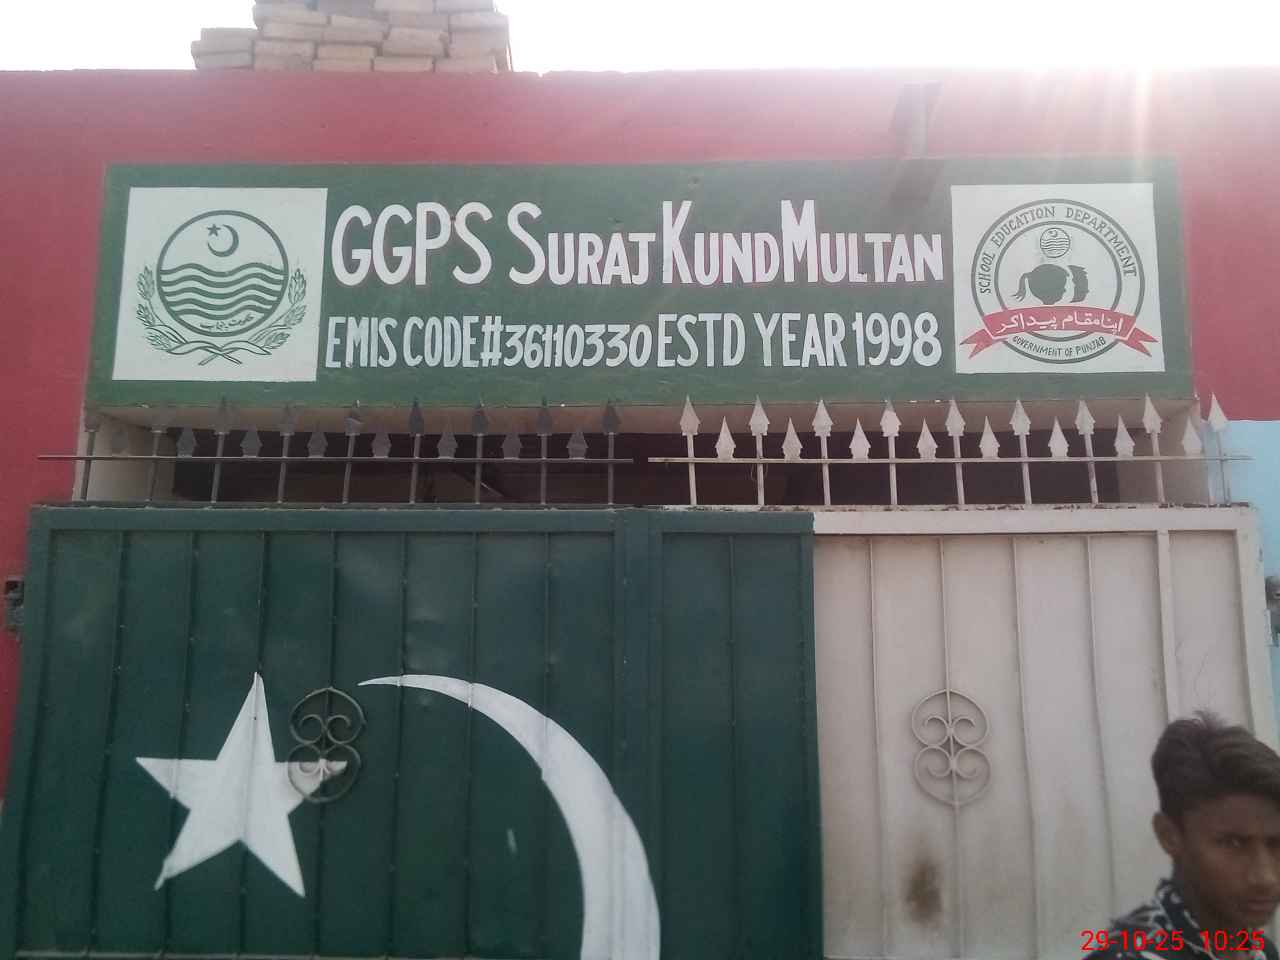 GGPS SURAJ KUND MULTAN
EMIS CODE#36110330 ESTD YEAR 1998
حکومت پنجاب
SCHOOL EDUCATION DEPARTMENT
اپنا مقام پیدا کر
GOVERNMENT OF PUNJAB
29-10-25 10:25